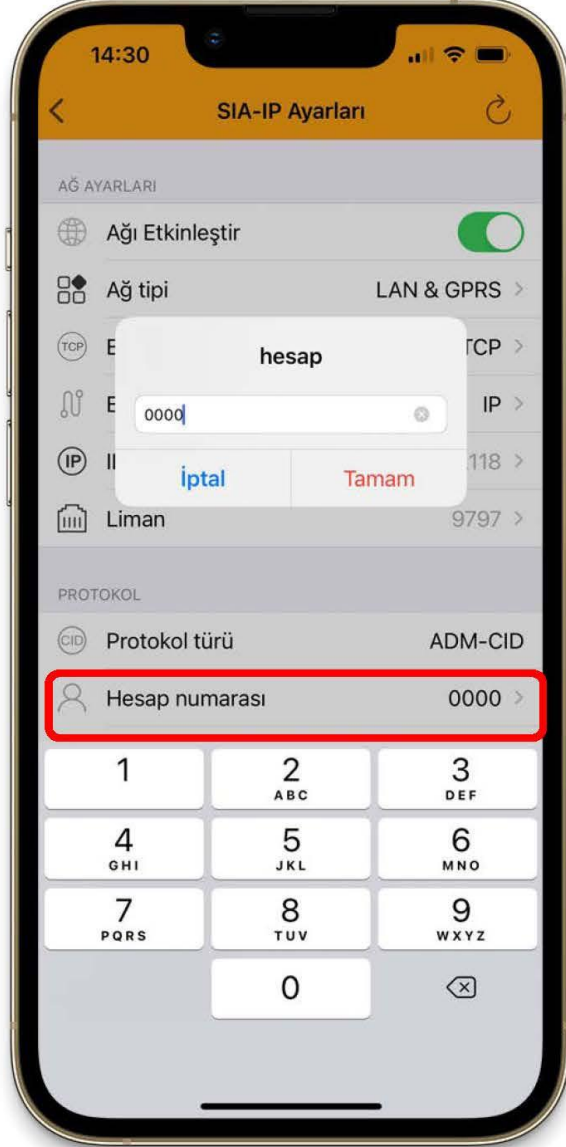 14:30
SIA-IP Ayarları
AĞ AYARLARI
Ağı Etkinleştir
Ağ tipi LAN & GPRS
TCP E TCP
hesap
E IP
0000
IP 118
İptal Tamam
Liman 9797
PROTOKOL
CID Protokol türü ADM-CID
Hesap numarası 0000
1 2 3
ABC DEF
4 5 6
GHI JKL MNO
7 8 9
PQRS TUV WXYZ
0